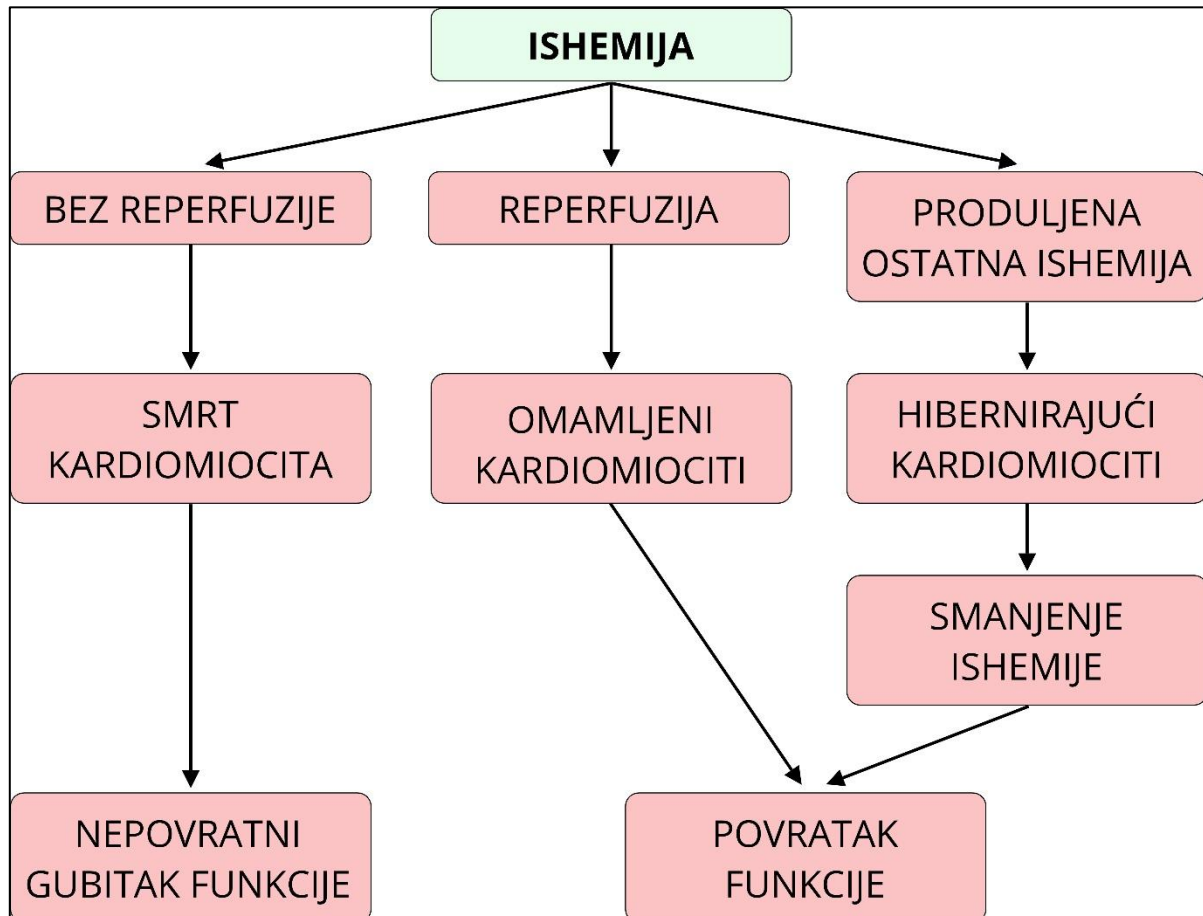 ISHEMIJA
BEZ REPERFUZIJE
REPERFUZIJA
PRODULJENA
OSTATNA ISHEMIJA
SMRT
KARDIOMIOCITA
OMAMLJENI
KARDIOMIOCITI
HIBERNIRAJUĆI
KARDIOMIOCITI
SMANJENJE
ISHEMIJE
NEPOVRATNI
GUBITAK FUNKCIJE
POVRATAK
FUNKCIJE